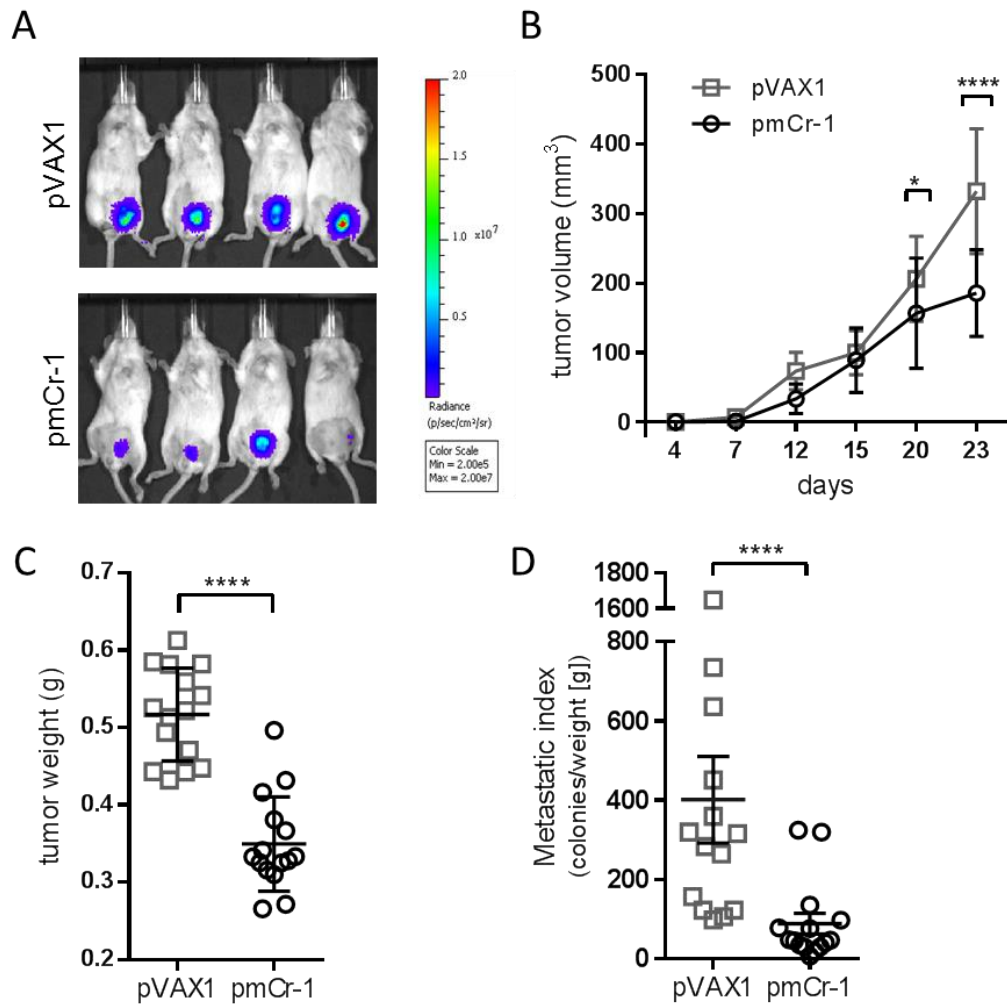 A
pVAX1
pmCr-1
2.0
1.5
1.0 x10⁷
0.5
Radiance
(p/sec/cm²/sr)
Color Scale
Min = 2.00e5
Max = 2.00e7
B
500
400
300
200
100
0
tumor volume (mm³)
pVAX1
pmCr-1
*
****
4 7 12 15 20 23
days
C
0.7
0.6
0.5
0.4
0.3
0.2
tumor weight (g)
****
pVAX1 pmCr-1
D
1800
1600
800
600
400
200
0
Metastatic index
(colonies/weight [g])
****
pVAX1 pmCr-1